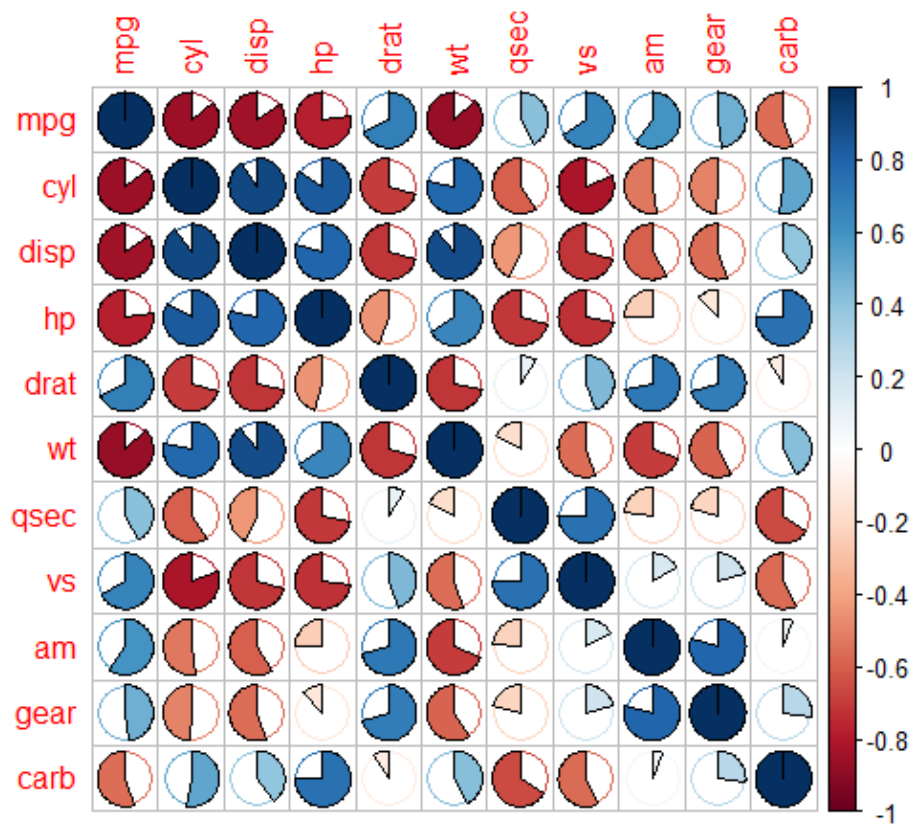 mpg cyl disp hp drat wt qsec vs am gear carb
mpg
cyl
disp
hp
drat
wt
qsec
vs
am
gear
carb
1
0.8
0.6
0.4
0.2
0
-0.2
-0.4
-0.6
-0.8
-1